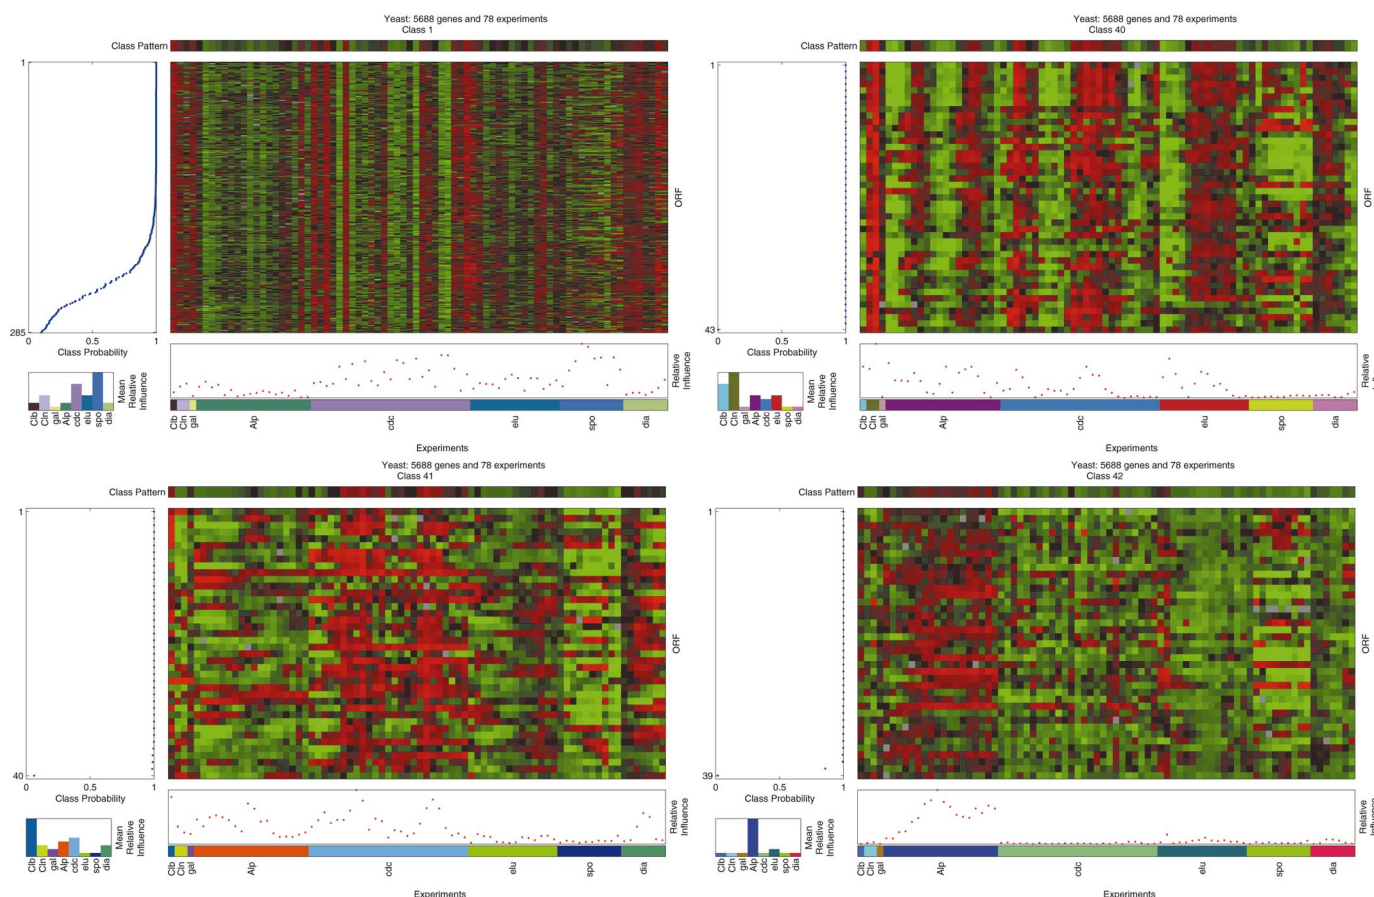 Yeast: 5688 genes and 78 experiments
Class 1
Class Pattern
1
0
0.5
1
285
Class Probability
ORF
Mean
Relative
Influence
Clb
Cln
gal
Alp
cdc
elu
spo
dia
Relative
Influence
Clb
Cln
gal
Alp
cdc
elu
spo
dia
Experiments
Yeast: 5688 genes and 78 experiments
Class 40
Class Pattern
1
43
0
0.5
1
Class Probability
ORF
Mean
Relative
Influence
Clb
Cln
gal
Alp
cdc
elu
spo
dia
Relative
Clb
Cln
gal
Alp
cdc
elu
spo
dia
Experiments
Yeast: 5688 genes and 78 experiments
Class 41
Class Pattern
1
40
0
0.5
1
Class Probability
ORF
Mean
Relative
Influence
Clb
Cln
gal
Alp
cdc
elu
spo
dia
Relative
Influence
Clb
Cln
gal
Alp
cdc
elu
spo
dia
Experiments
Yeast: 5688 genes and 78 experiments
Class 42
Class Pattern
1
39
0
0.5
1
Class Probability
ORF
Mean
Relative
Influence
Clb
Cln
gal
Alp
cdc
elu
spo
dia
Relative
Influence
Clb
Cln
gal
Alp
cdc
elu
spo
dia
Experiments